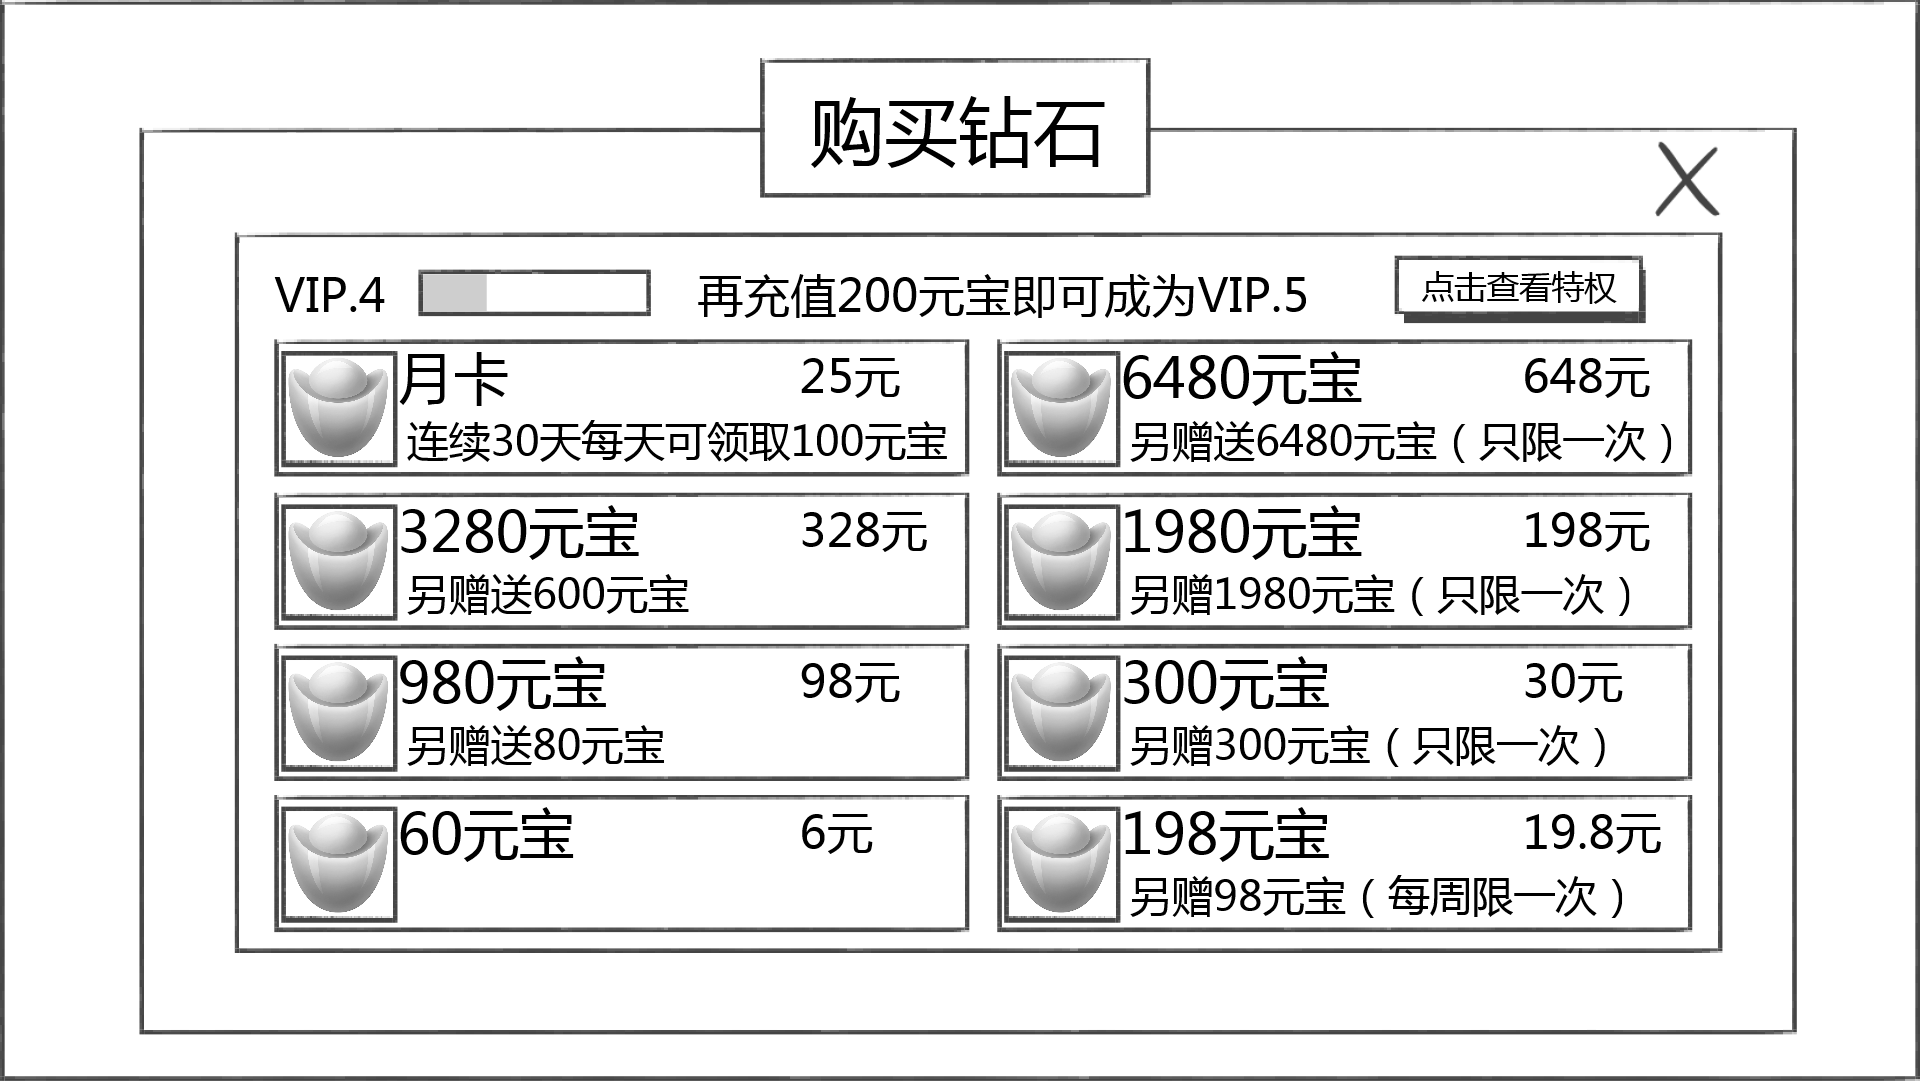 购买钻石
VIP.4 再充值200元宝即可成为VIP.5 点击查看特权
月卡 25元
连续30天每天可领取100元宝
6480元宝 648元
另赠送6480元宝（只限一次）
3280元宝 328元
另赠送600元宝
1980元宝 198元
另赠1980元宝（只限一次）
980元宝 98元
另赠送80元宝
300元宝 30元
另赠300元宝（只限一次）
60元宝 6元
198元宝 19.8元
另赠98元宝（每周限一次）